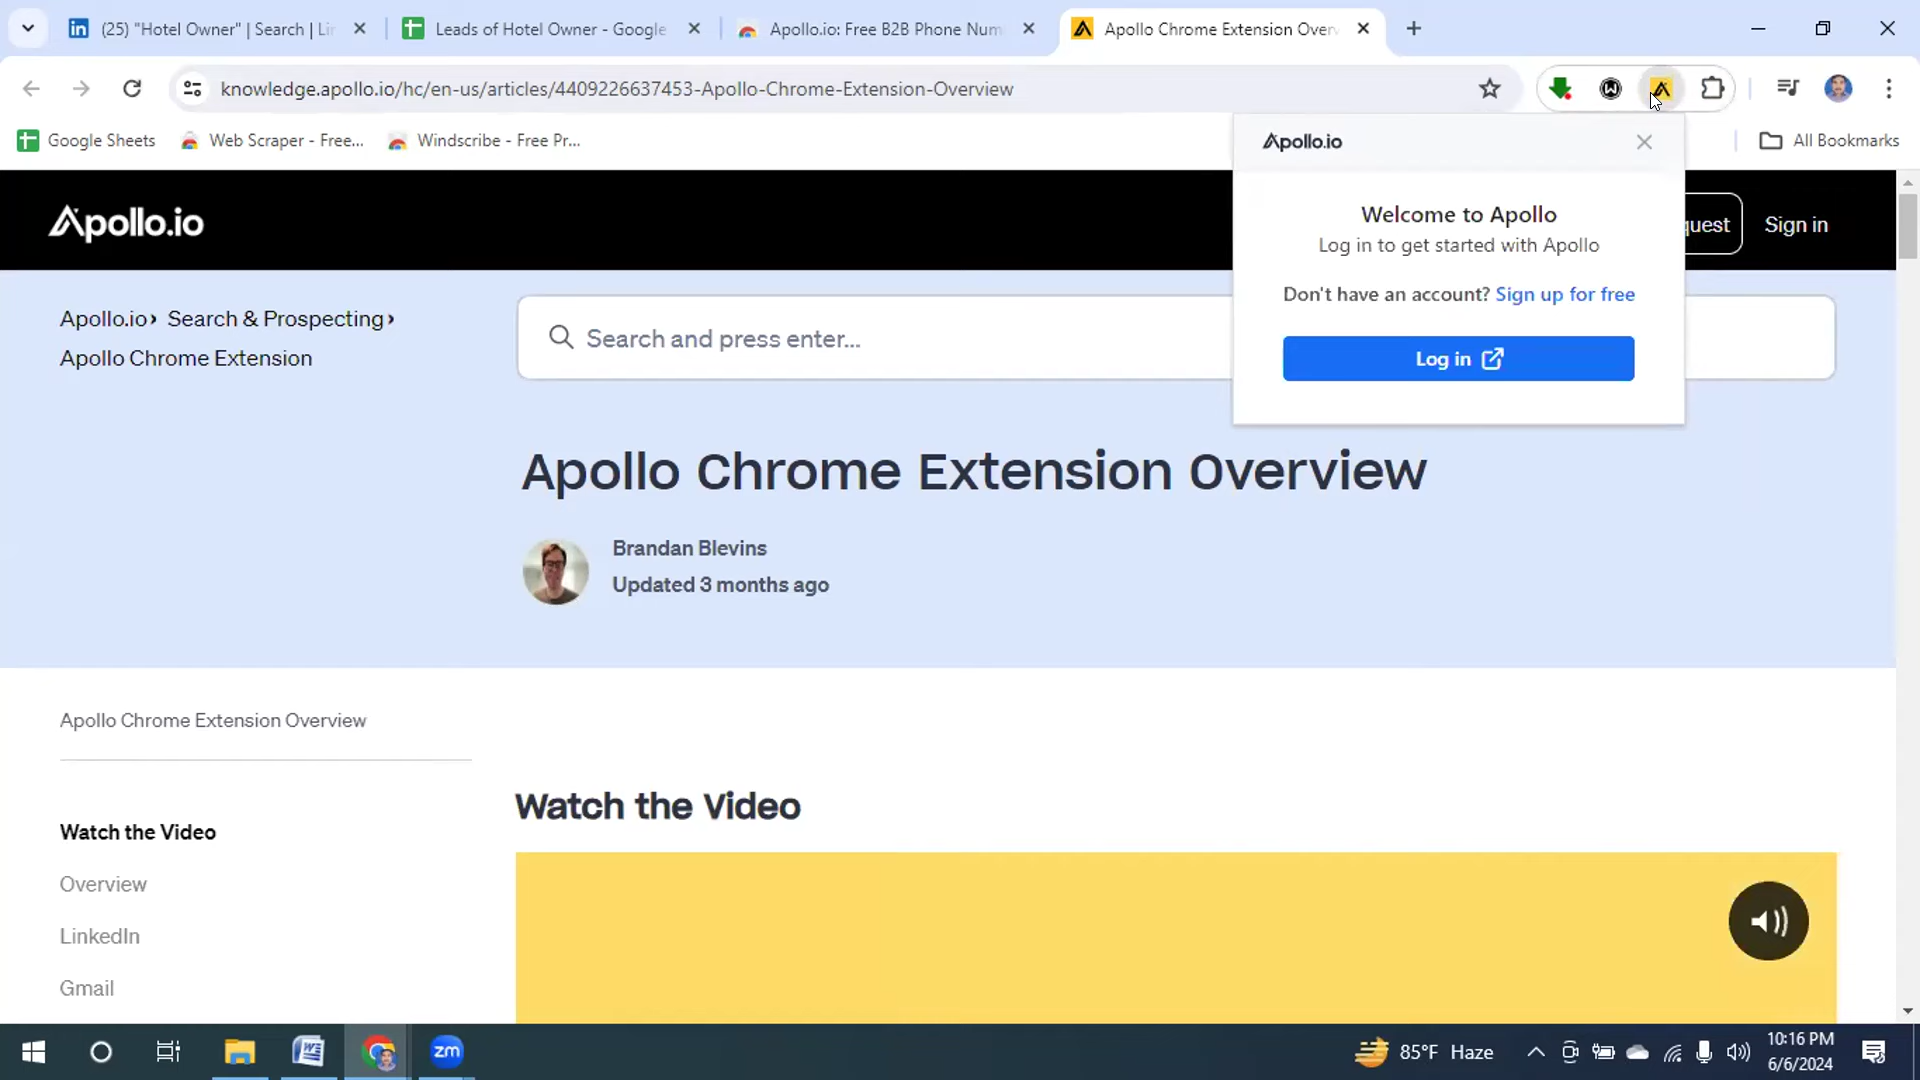 (25) "Hotel Owner" | Search | Lin
Leads of Hotel Owner - Google
Apollo.io: Free B2B Phone Num
Apollo Chrome Extension Over
knowledge.apollo.io/hc/en-us/articles/4409226637453-Apollo-Chrome-Extension-Overview
Google Sheets
Web Scraper - Free...
Windscribe - Free Pr...
All Bookmarks
Apollo.io
Welcome to Apollo
Log in to get started with Apollo
Don't have an account? Sign up for free
Log in
Apollo.io
quest
Sign in
Apollo.io› Search & Prospecting›
Apollo Chrome Extension
Search and press enter...
Apollo Chrome Extension Overview
Brandan Blevins
Updated 3 months ago
Apollo Chrome Extension Overview
Watch the Video
Overview
LinkedIn
Gmail
Watch the Video
zm
85°F Haze
10:16 PM
6/6/2024